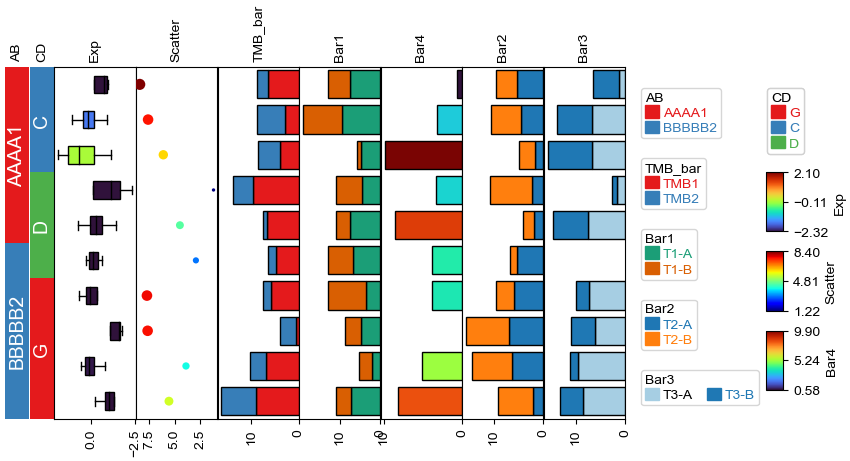 AB
CD
Exp
Scatter
TMB_bar
Bar1
Bar4
Bar2
Bar3
AAAA1
BBBBB2
C
D
G
0.0
−2.5
7.5
5.0
2.5
10
0
10
0
10
0
10
0
10
0
AB
AAAA1
BBBBB2
TMB_bar
TMB1
TMB2
Bar1
T1-A
T1-B
Bar2
T2-A
T2-B
Bar3
T3-A T3-B
CD
G
C
D
2.10
−0.11
−2.32
Exp
8.40
4.81
1.22
Scatter
9.90
5.24
0.58
Bar4